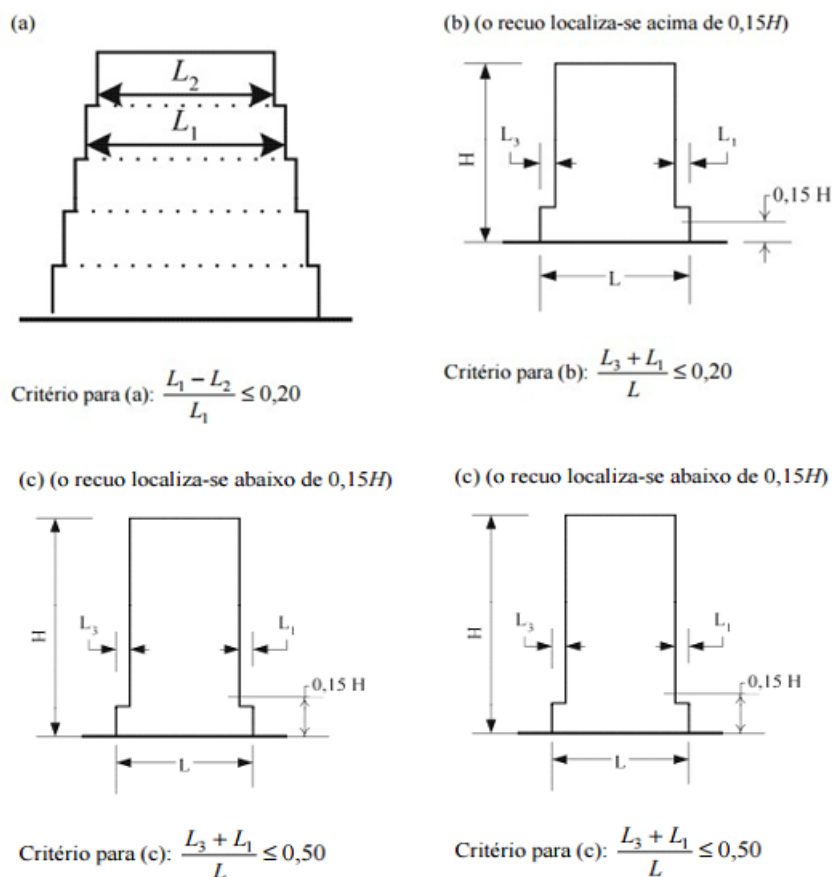 (a)
L₂
L₁
Critério para (a): (L₁ − L₂)/L₁ ≤ 0,20
(b) (o recuo localiza-se acima de 0,15H)
H
L₃
L₁
0,15 H
L
Critério para (b): (L₃ + L₁)/L ≤ 0,20
(c) (o recuo localiza-se abaixo de 0,15H)
H
L₃
L₁
0,15 H
L
Critério para (c): (L₃ + L₁)/L ≤ 0,50
(c) (o recuo localiza-se abaixo de 0,15H)
H
L₃
L₁
0,15 H
L
Critério para (c): (L₃ + L₁)/L ≤ 0,50